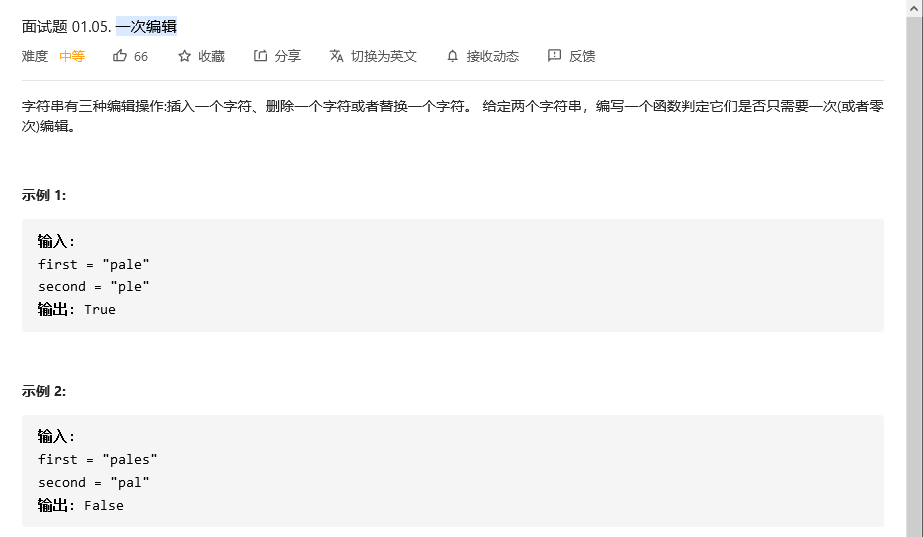 面试题 01.05. 一次编辑
难度 中等 66 收藏 分享 切换为英文 接收动态 反馈
字符串有三种编辑操作:插入一个字符、删除一个字符或者替换一个字符。 给定两个字符串，编写一个函数判定它们是否只需要一次(或者零
次)编辑。
示例 1:
输入:
first = "pale"
second = "ple"
输出: True
示例 2:
输入:
first = "pales"
second = "pal"
输出: False